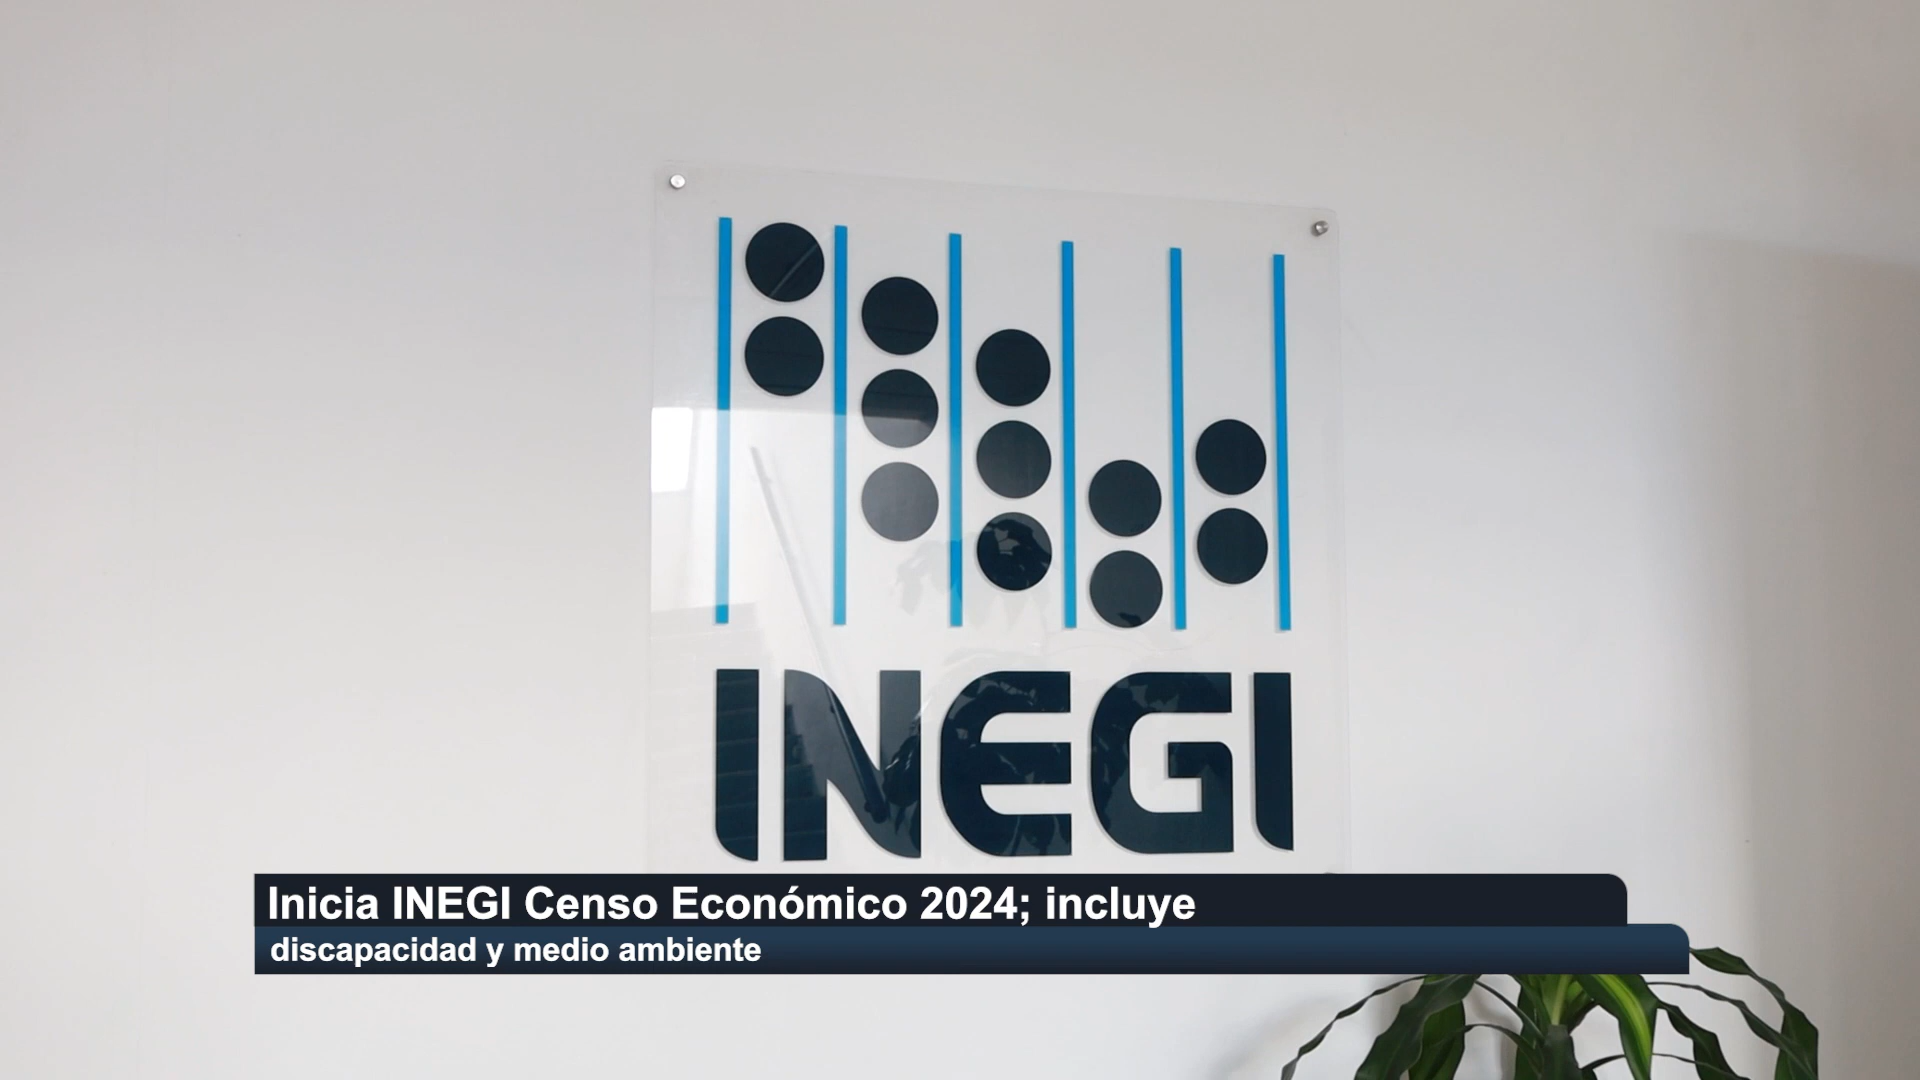 INEGI
Inicia INEGI Censo Económico 2024; incluye
discapacidad y medio ambiente